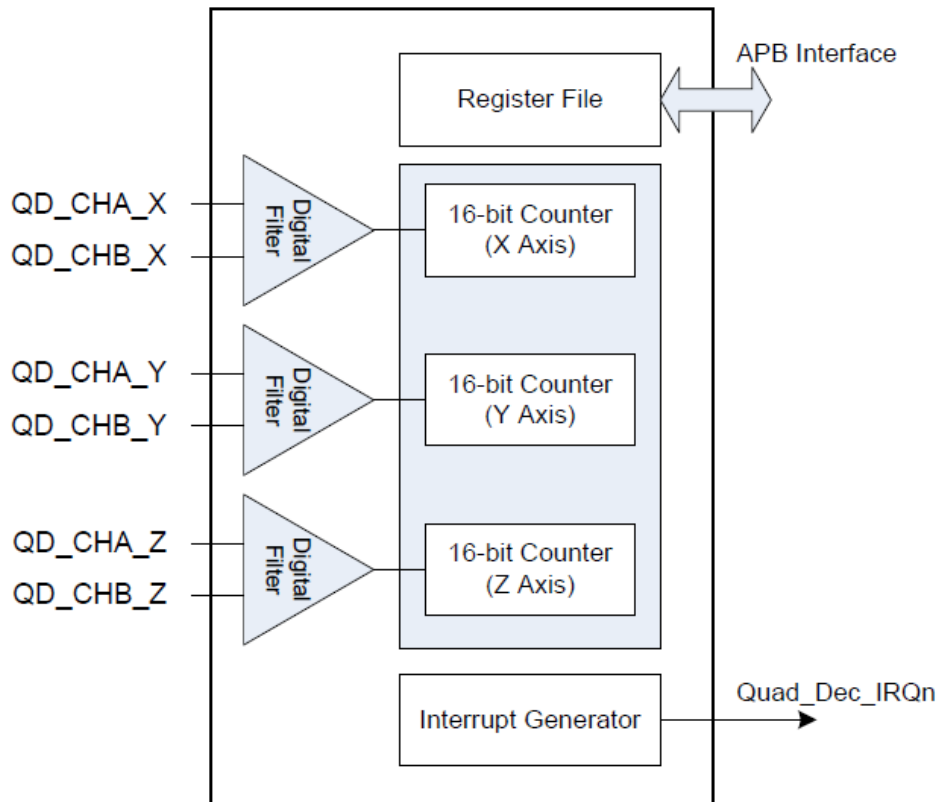 APB Interface
Register File
QD_CHA_X
QD_CHB_X
Digital
Filter
16-bit Counter
(X Axis)
QD_CHA_Y
QD_CHB_Y
Digital
Filter
16-bit Counter
(Y Axis)
QD_CHA_Z
QD_CHB_Z
Digital
Filter
16-bit Counter
(Z Axis)
Interrupt Generator
Quad_Dec_IRQn